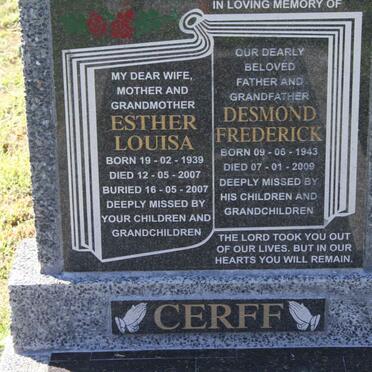 IN LOVING MEMORY OF
MY DEAR WIFE,
MOTHER AND
GRANDMOTHER
ESTHER
LOUISA
BORN 19 - 02 - 1939
DIED 12 - 05 - 2007
BURIED 16 - 05 - 2007
DEEPLY MISSED BY
YOUR CHILDREN AND
GRANDCHILDREN
OUR DEARLY
BELOVED
FATHER AND
GRANDFATHER
DESMOND
FREDERICK
BORN 09 - 06 - 1943
DIED 07 - 01 - 2009
DEEPLY MISSED BY
HIS CHILDREN AND
GRANDCHILDREN
THE LORD TOOK YOU OUT
OF OUR LIVES. BUT IN OUR
HEARTS YOU WILL REMAIN.
CERFF